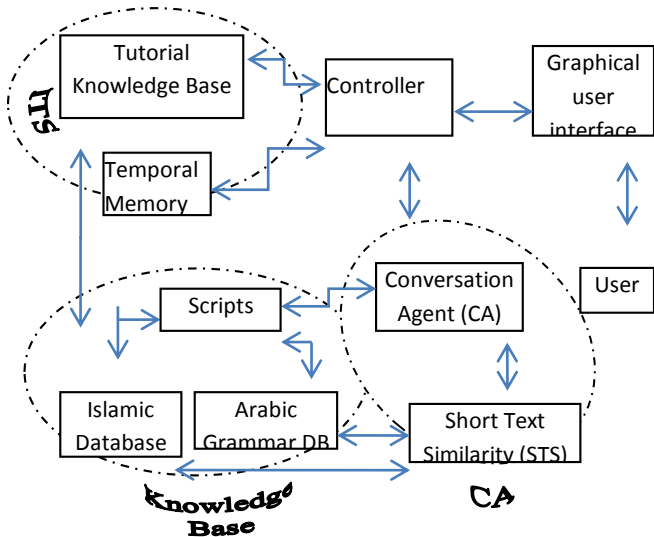 Tutorial
Knowledge Base
ITS
Controller
Graphical
user
interface
Temporal
Memory
Scripts
Conversation
Agent (CA)
User
Islamic
Database
Arabic
Grammar DB
Short Text
Similarity (STS)
Knowledge
Base
CA